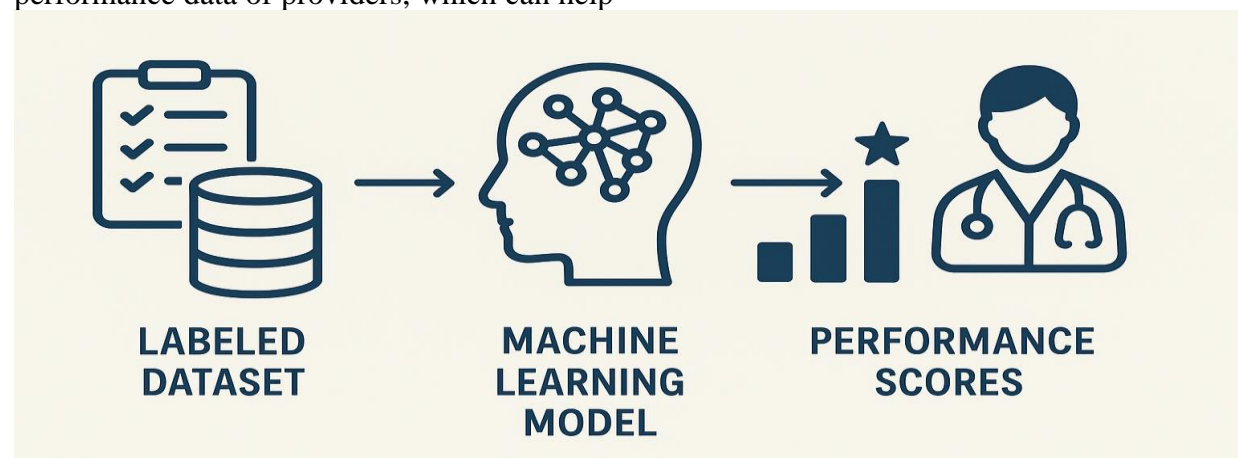 performance data of providers, which can help
LABELED
DATASET
MACHINE
LEARNING
MODEL
PERFORMANCE
SCORES